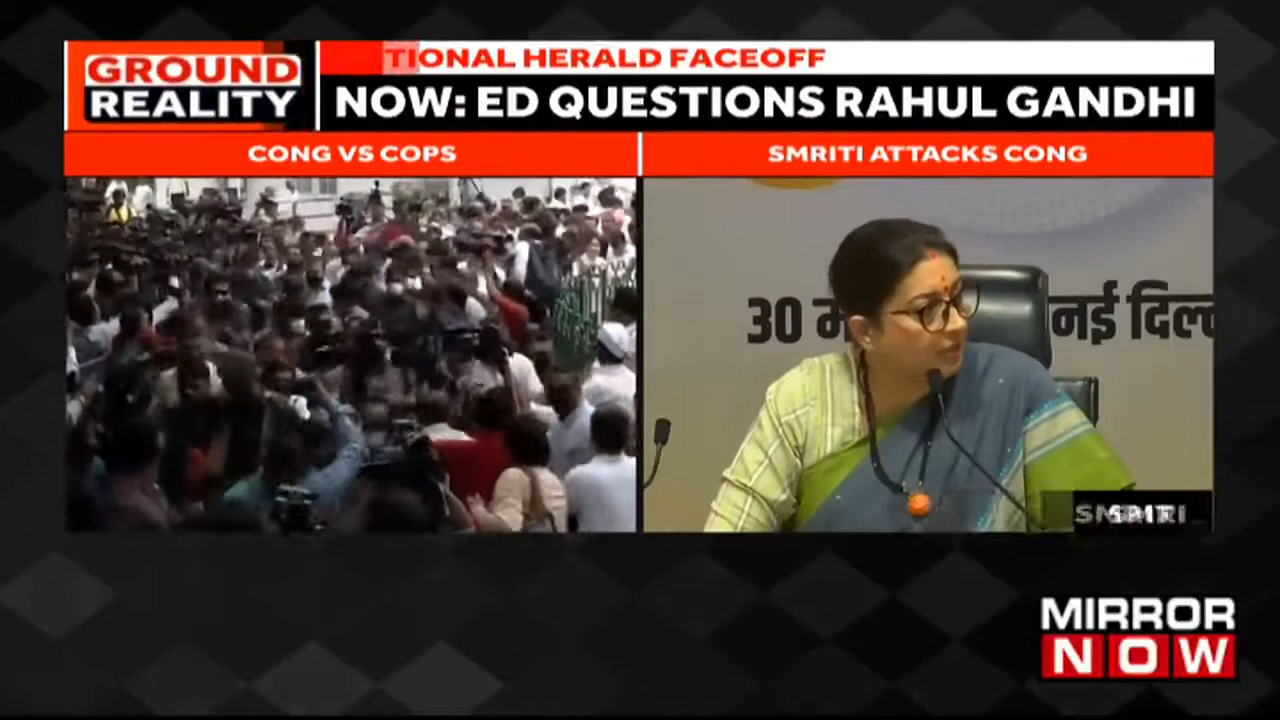 GROUND
REALITY
TIONAL HERALD FACEOFF
NOW: ED QUESTIONS RAHUL GANDHI
CONG VS COPS
SMRITI ATTACKS CONG
30
नई
MIRROR
NOW